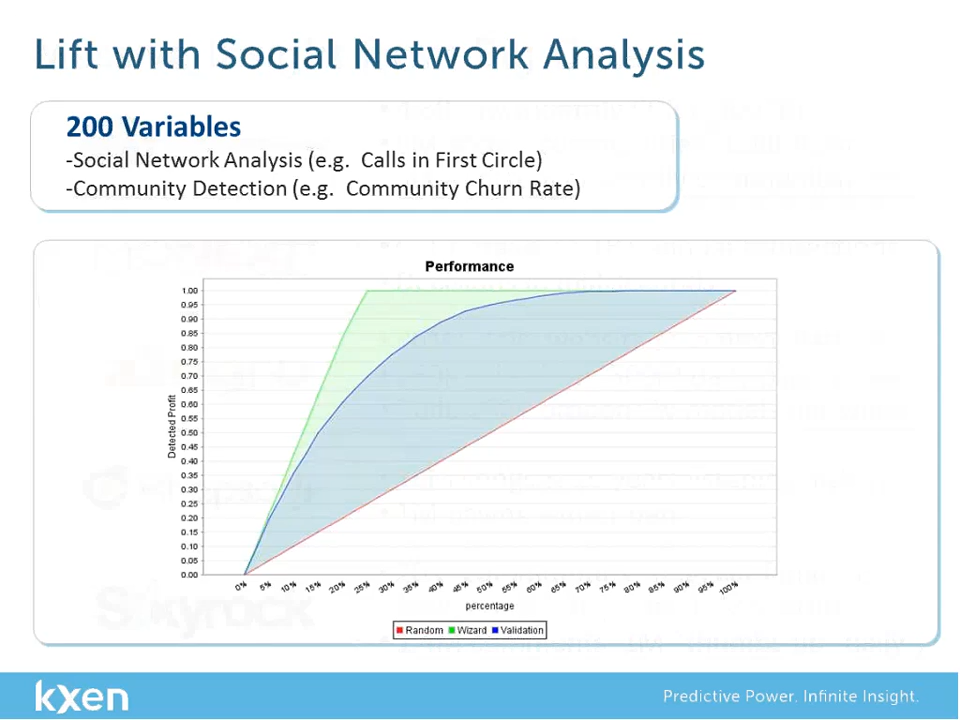 Lift with Social Network Analysis
200 Variables
-Social Network Analysis (e.g. Calls in First Circle)
-Community Detection (e.g. Community Churn Rate)
Performance
1.00
0.95
0.90
0.85
0.80
0.75
0.70
0.65
0.60
0.55
0.50
0.45
0.40
0.35
0.30
0.25
0.20
0.15
0.10
0.05
0.00
Detected Profit
0% 5% 10% 15% 20% 25% 30% 35% 40% 45% 50% 55% 60% 65% 70% 75% 80% 85% 90% 95% 100%
percentage
Random Wizard Validation
Skyrock
kxen
Predictive Power. Infinite Insight.